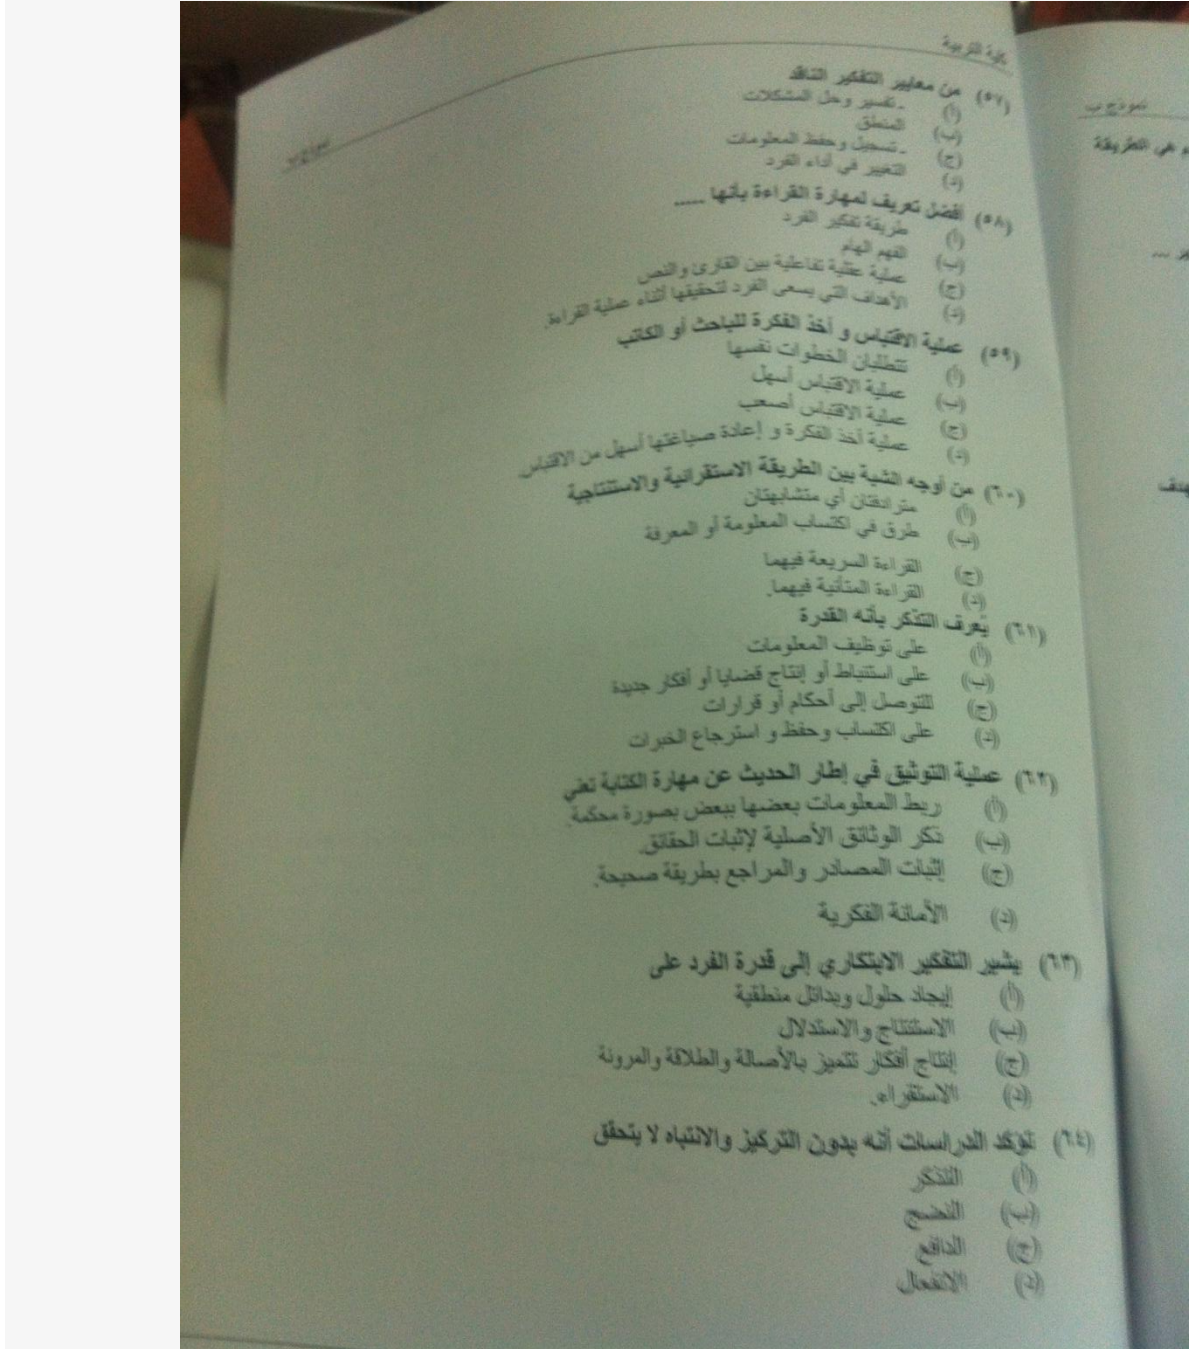 كلية التربية
نموذج ب
(٥٧) من معايير التفكير الناقد
(أ) ـ تفسير وحل المشكلات
(ب) المنطق
(ج) ـ تسجيل وحفظ المعلومات
(د) التغيير في أداء الفرد
(٥٨) أفضل تعريف لمهارة القراءة بأنها .....
(أ) طريقة تفكير الفرد
(ب) الفهم الهام
(ج) عملية عقلية تفاعلية بين القارئ والنص
(د) الأهداف التي يسعى الفرد لتحقيقها أثناء عملية القراءة.
(٥٩) عملية الاقتباس و أخذ الفكرة للباحث أو الكاتب
(أ) تتطلبان الخطوات نفسها
(ب) عملية الاقتباس أسهل
(ج) عملية الاقتباس أصعب
(د) عملية أخذ الفكرة و إعادة صياغتها أسهل من الاقتباس.
(٦٠) من أوجه الشبة بين الطريقة الاستقرائية والاستنتاجية
(أ) مترادفتان أي متشابهتان
(ب) طرق في اكتساب المعلومة أو المعرفة
(ج) القراءة السريعة فيهما
(د) القراءة المتأنية فيهما.
(٦١) يُعرف التذكر بأنه القدرة
(أ) على توظيف المعلومات
(ب) على استنباط أو إنتاج قضايا أو أفكار جديدة
(ج) للتوصل إلى أحكام أو قرارات
(د) على اكتساب وحفظ و استرجاع الخبرات
(٦٢) عملية التوثيق في إطار الحديث عن مهارة الكتابة تعني
(أ) ربط المعلومات بعضها ببعض بصورة محكمة.
(ب) ذكر الوثائق الأصلية لإثبات الحقائق.
(ج) إثبات المصادر والمراجع بطريقة صحيحة.
(د) الأمانة الفكرية
(٦٣) يشير التفكير الابتكاري إلى قدرة الفرد على
(أ) إيجاد حلول وبدائل منطقية
(ب) الاستنتاج والاستدلال
(ج) إنتاج أفكار تتميز بالأصالة والطلاقة والمرونة
(د) الاستقراء.
(٦٤) تؤكد الدراسات أنه بدون التركيز والانتباه لا يتحقق
(أ) التذكر
(ب) النضج
(ج) الدافع
(د) الانفعال
نموذج ب
هي الطريقة